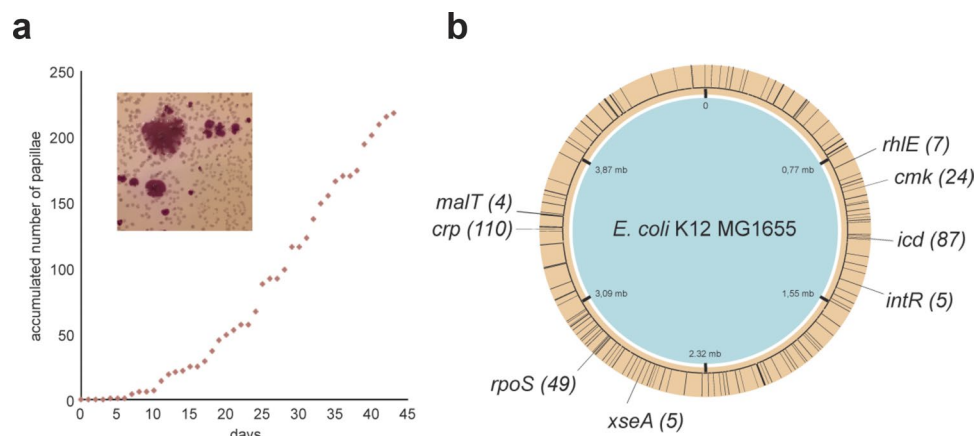 a
accumulated number of papillae
250
200
150
100
50
0
0 5 10 15 20 25 30 35 40 45
days
b
0
0,77 mb
1,55 mb
2.32 mb
3,09 mb
3,87 mb
E. coli K12 MG1655
rhlE (7)
cmk (24)
icd (87)
intR (5)
xseA (5)
rpoS (49)
crp (110)
malT (4)